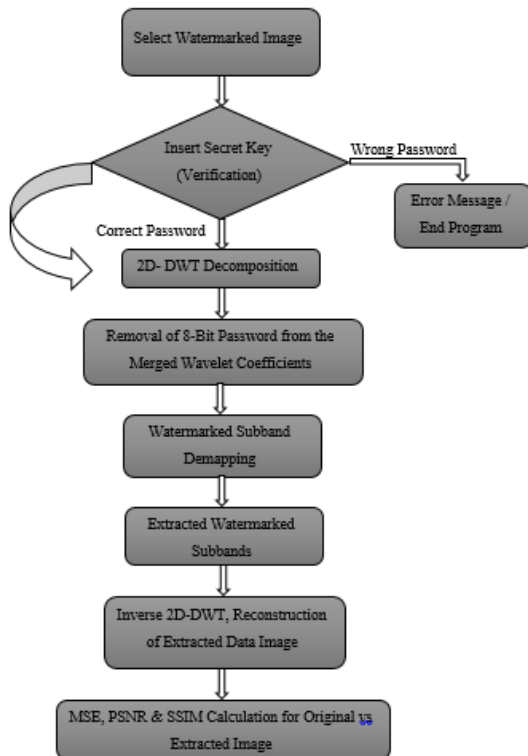 Select Watermarked Image
Insert Secret Key
(Verification)
Wrong Password
Error Message /
End Program
Correct Password
2D- DWT Decomposition
Removal of 8-Bit Password from the
Merged Wavelet Coefficients
Watermarked Subband
Demapping
Extracted Watermarked
Subbands
Inverse 2D-DWT, Reconstruction
of Extracted Data Image
MSE, PSNR & SSIM Calculation for Original vs
Extracted Image